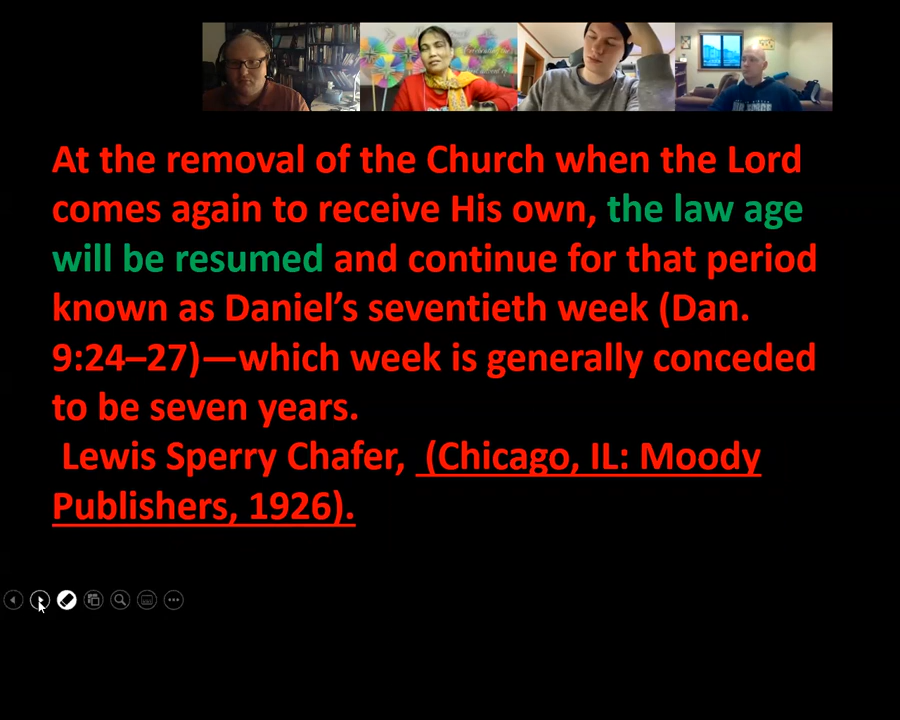 At the removal of the Church when the Lord
comes again to receive His own, the law age
will be resumed and continue for that period
known as Daniel’s seventieth week (Dan.
9:24–27)—which week is generally conceded
to be seven years.
Lewis Sperry Chafer,  (Chicago, IL: Moody
Publishers, 1926).